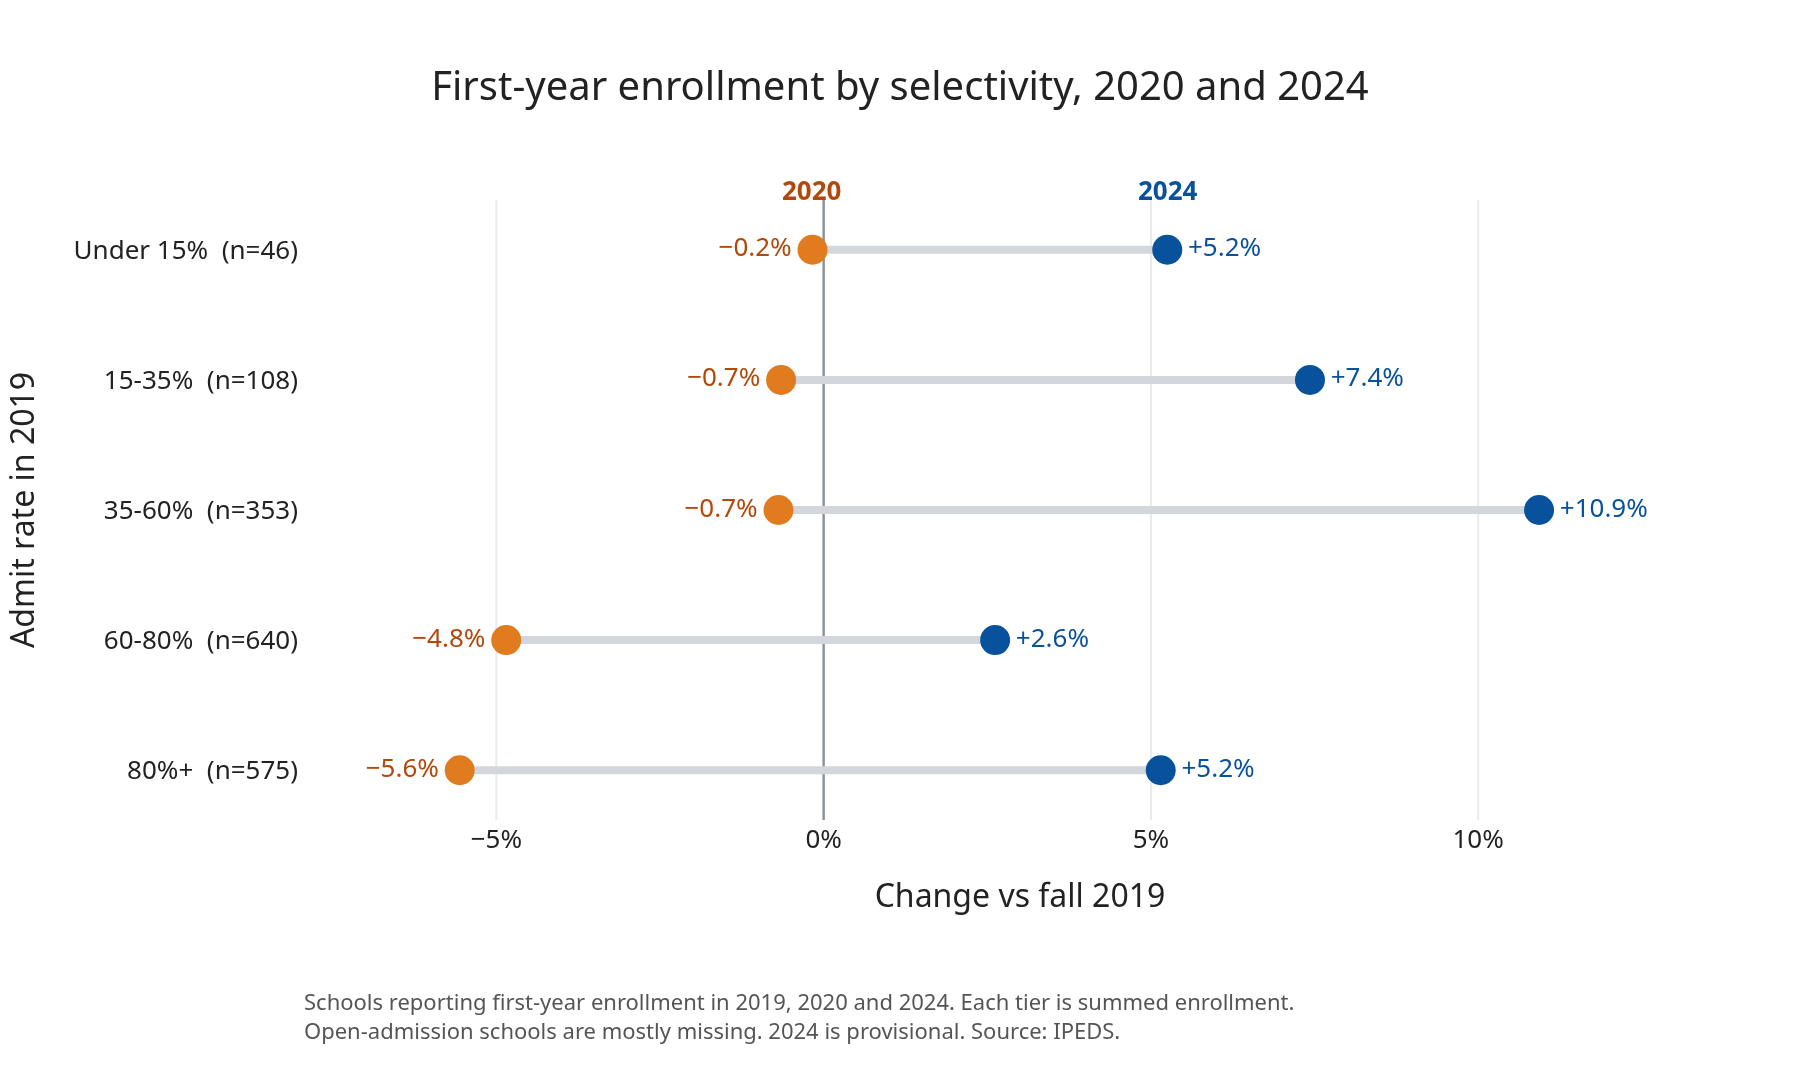 First-year enrollment by selectivity, 2020 and 2024
2020 2024
Under 15% (n=46) −0.2% +5.2%
15-35% (n=108) −0.7% +7.4%
35-60% (n=353) −0.7% +10.9%
60-80% (n=640) −4.8% +2.6%
80%+ (n=575) −5.6% +5.2%
Admit rate in 2019
−5% 0% 5% 10%
Change vs fall 2019
Schools reporting first-year enrollment in 2019, 2020 and 2024. Each tier is summed enrollment.
Open-admission schools are mostly missing. 2024 is provisional. Source: IPEDS.